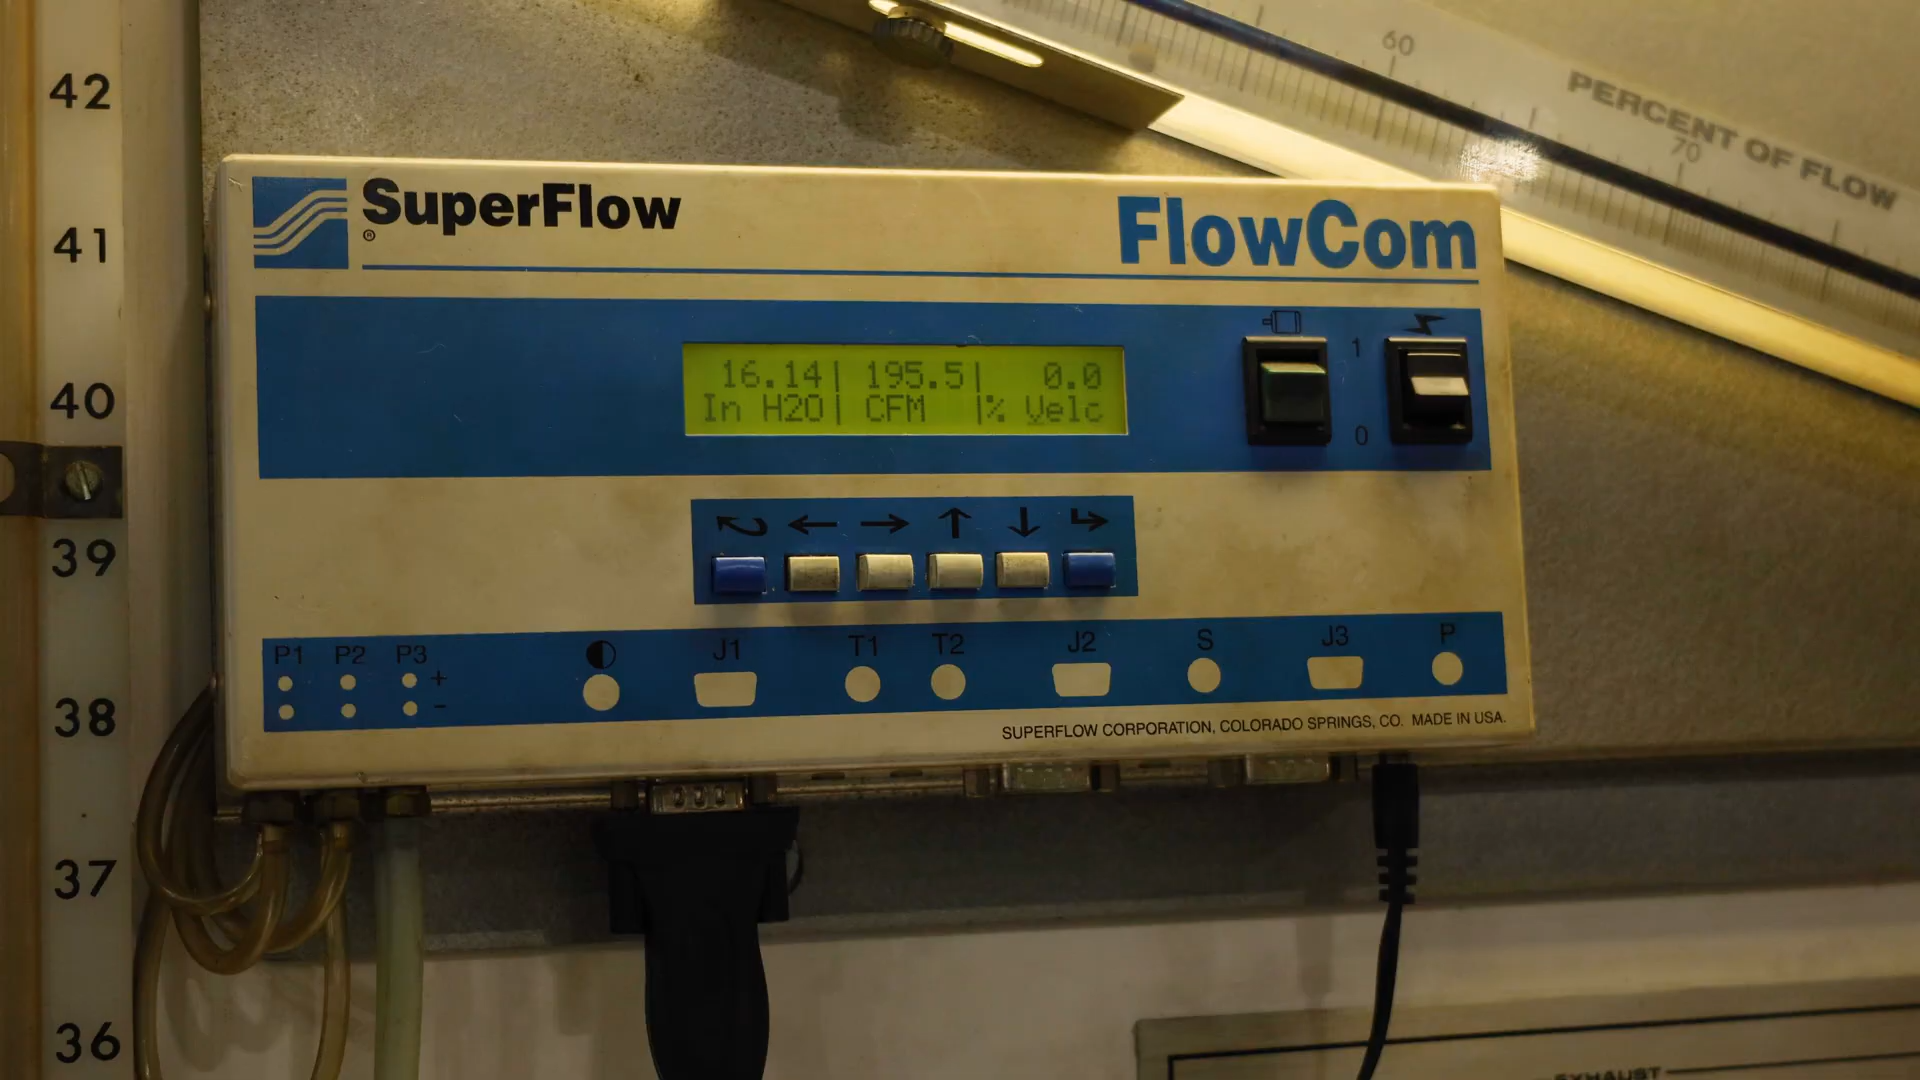 42
41
40
39
38
37
36
60
70
PERCENT OF FLOW
SuperFlow
®
FlowCom
1
0
16.14| 195.5| 0.0
In H2O| CFM |% Velc
P1 P2 P3
+
-
J1
T1 T2
J2
S
J3
P
SUPERFLOW CORPORATION, COLORADO SPRINGS, CO. MADE IN USA.
EXHAUST